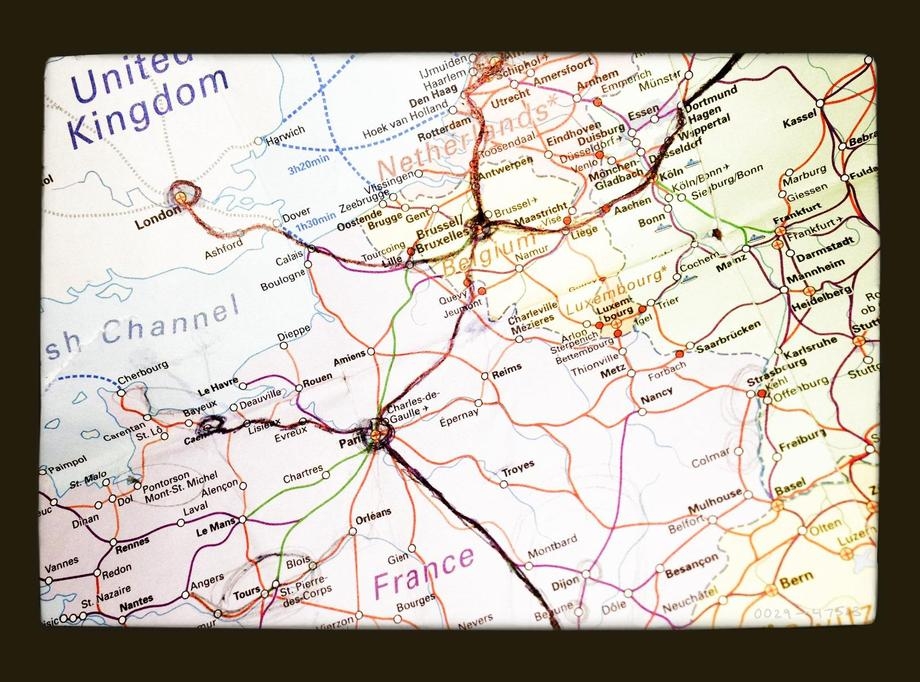 United
Kingdom
IJmuiden
Haarlem
Den Haag
Schiphol+
Amersfoort
Utrecht
Hoek van Holland
Rotterdam
Arnhem
Emmerich
Münster
Dortmund
Hagen
Wuppertal
Essen
Duisburg
Düsseldorf+
Düsseldorf
Kassel
Bebra
Fulda
Harwich
3h20min
Netherlands*
Roosendaal
Eindhoven
Venlo
Mönchen-
Gladbach
Köln
Köln/Bonn+
Siegburg/Bonn
Marburg
Giessen
London
Dover
1h30min
Ashford
Calais
Boulogne
Vlissingen
Zeebrugge
Oostende
Brugge
Gent
Antwerpen
Brussel/
Bruxelles
Brussel+
Maastricht
Visé
Aachen
Liège
Bonn
Frankfurt
Frankfurt+
Tourcoing
Lille
Belgium
Namur
Cochem
Mainz
Darmstadt
Mannheim
Heidelberg
sh Channel
Quévy
Jeumont
Charleville
Mézières
Luxembourg*
Luxem-
bourg
Igel
Trier
Arlon
Sterpenich
Bettembourg
Thionville
Metz
Saarbrücken
Forbach
Karlsruhe
Dieppe
Amiens
Cherbourg
Le Havre
Rouen
Reims
Strasbourg
Kehl
Offenburg
Bayeux
Deauville
Carentan
St. Lô
Caen
Lisieux
Evreux
Paris
Charles-de-
Gaulle +
Epernay
Nancy
Paimpol
St. Malo
Pontorson
Mont-St. Michel
Alençon
Chartres
Troyes
Colmar
Freiburg
Dinan
Dol
Laval
Le Mans
Orléans
Mulhouse
Basel
Belfort
Rennes
Vannes
Redon
Gien
Montbard
Olten
Luzern
St. Nazaire
Angers
Blois
Tours
St. Pierre-
des-Corps
France
Dijon
Besançon
Bern
Nantes
Vierzon
Bourges
Nevers
Beaune
Dôle
Neuchâtel